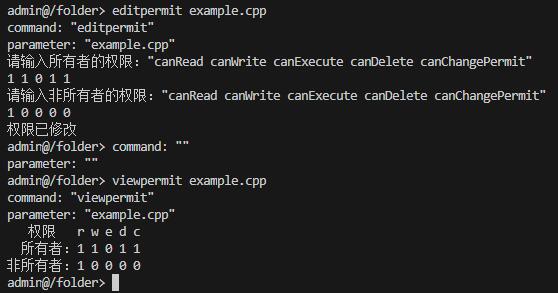 admin@/folder> editpermit example.cpp
command: "editpermit"
parameter: "example.cpp"
请输入所有者的权限："canRead canWrite canExecute canDelete canChangePermit"
1 1 0 1 1
请输入非所有者的权限："canRead canWrite canExecute canDelete canChangePermit"
1 0 0 0 0
权限已修改
admin@/folder> command: ""
parameter: ""
admin@/folder> viewpermit example.cpp
command: "viewpermit"
parameter: "example.cpp"
权限 r w e d c
所有者：1 1 0 1 1
非所有者：1 0 0 0 0
admin@/folder>